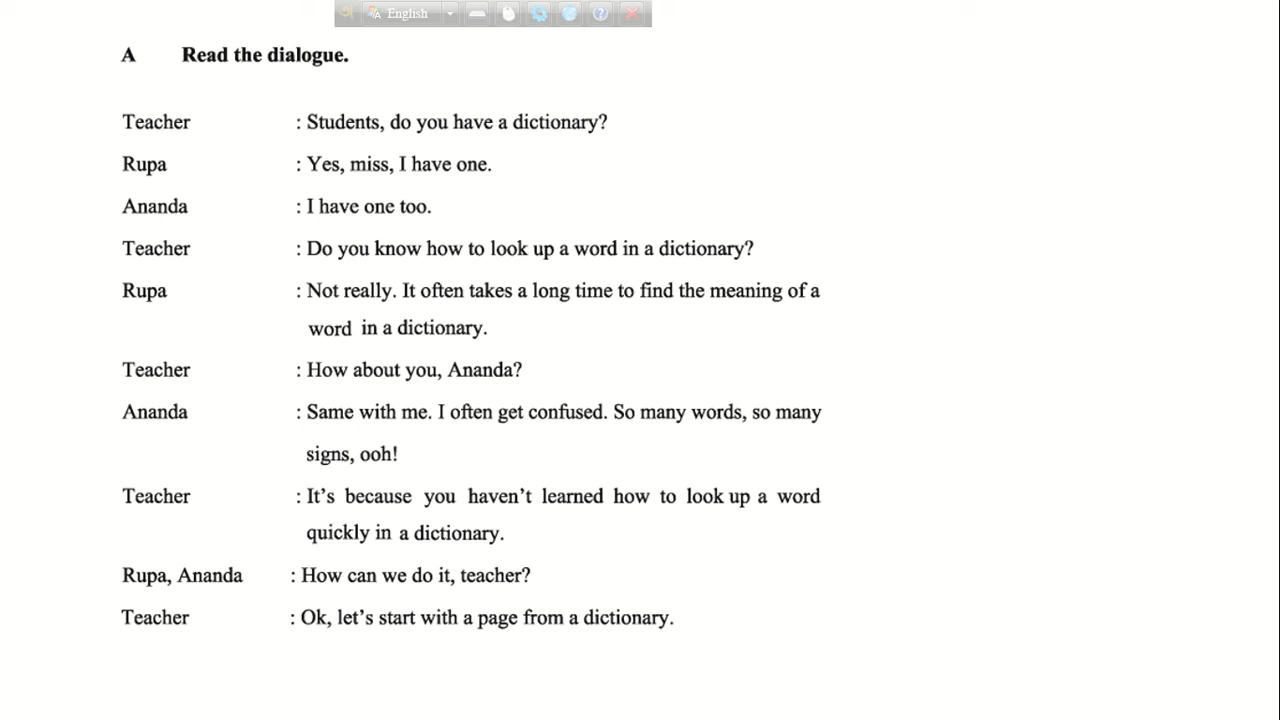 English
A Read the dialogue.
Teacher : Students, do you have a dictionary?
Rupa : Yes, miss, I have one.
Ananda : I have one too.
Teacher : Do you know how to look up a word in a dictionary?
Rupa : Not really. It often takes a long time to find the meaning of a
word in a dictionary.
Teacher : How about you, Ananda?
Ananda : Same with me. I often get confused. So many words, so many
signs, ooh!
Teacher : It’s because you haven’t learned how to look up a word
quickly in a dictionary.
Rupa, Ananda : How can we do it, teacher?
Teacher : Ok, let’s start with a page from a dictionary.